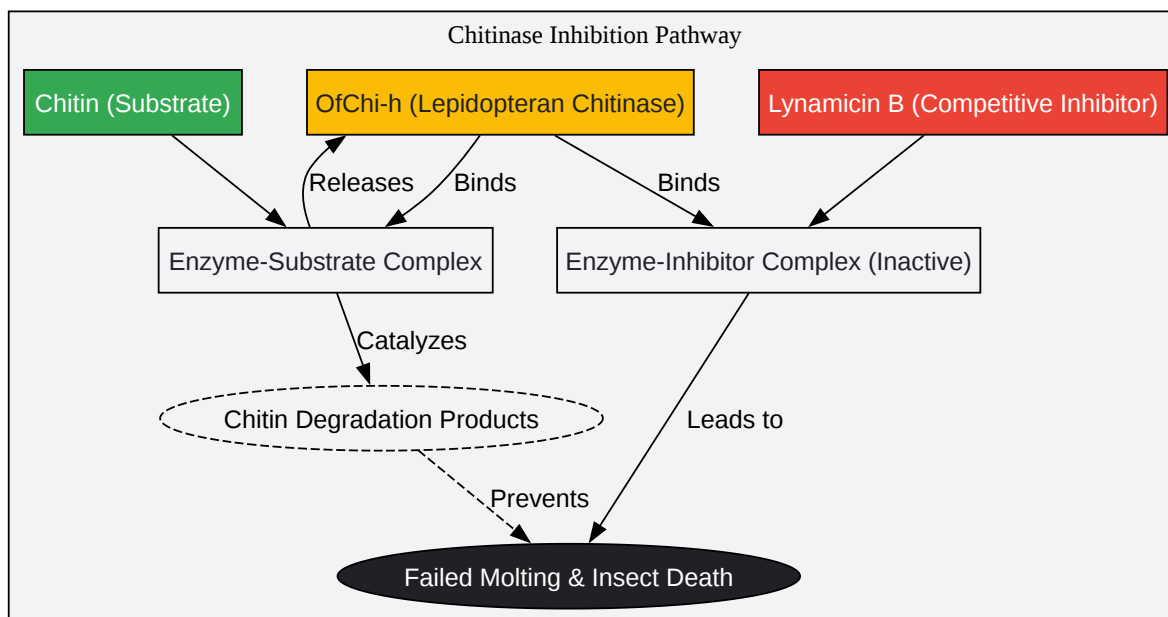 Chitinase Inhibition Pathway
Chitin (Substrate)
OfChi-h (Lepidopteran Chitinase)
Lynamicin B (Competitive Inhibitor)
Releases
Binds
Binds
Enzyme-Substrate Complex
Enzyme-Inhibitor Complex (Inactive)
Catalyzes
Chitin Degradation Products
Leads to
Prevents
Failed Molting & Insect Death